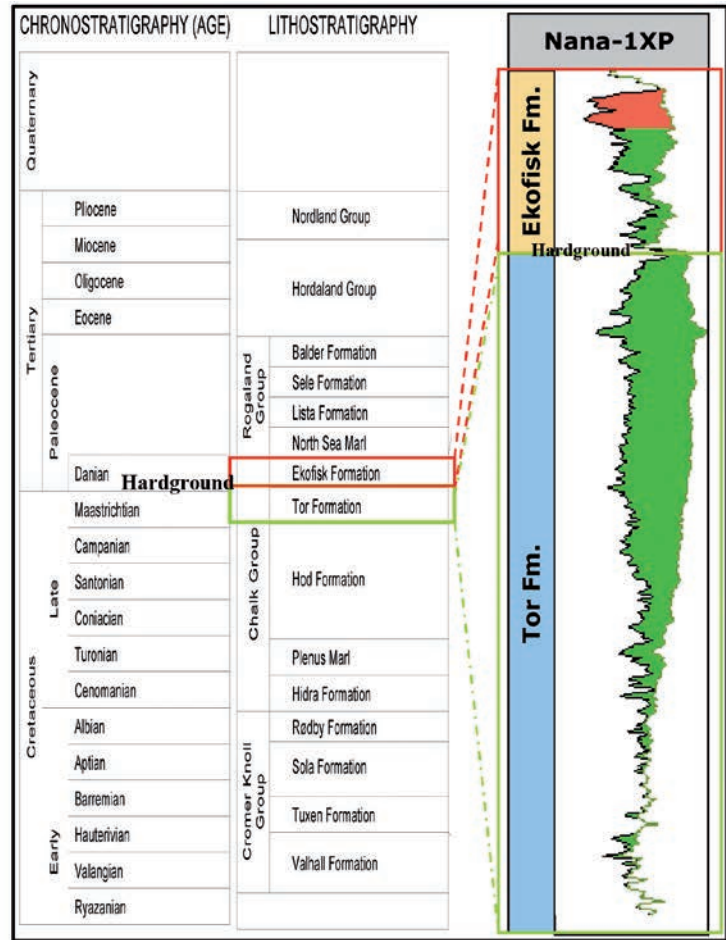 CHRONOSTRATIGRAPHY (AGE)
LITHOSTRATIGRAPHY
Nana-1XP
Quaternary
Tertiary
Pliocene
Miocene
Oligocene
Eocene
Paleocene
Danian
Hardground
Cretaceous
Late
Maastrichtian
Campanian
Santonian
Coniacian
Turonian
Cenomanian
Early
Albian
Aptian
Barremian
Hauterivian
Valangian
Ryazanian
Nordland Group
Hordaland Group
Rogaland
Group
Balder Formation
Sele Formation
Lista Formation
North Sea Marl
Ekofisk Formation
Chalk Group
Tor Formation
Hod Formation
Plenus Marl
Hidra Formation
Cromer Knoll
Group
Rødby Formation
Sola Formation
Tuxen Formation
Valhall Formation
Ekofisk Fm.
Hardground
Tor Fm.